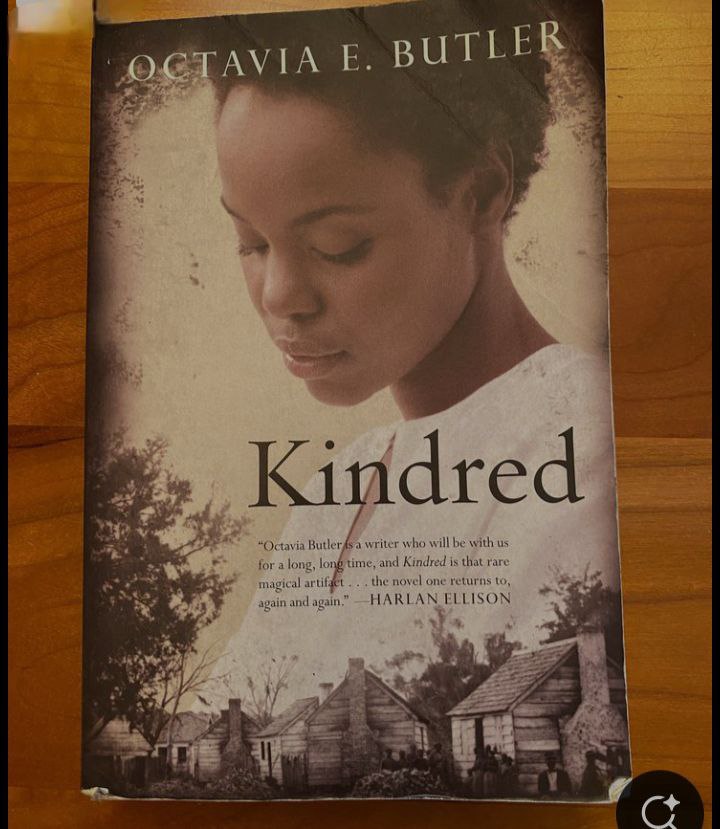 OCTAVIA E. BUTLER
Kindred
“Octavia Butler is a writer who will be with us
for a long, long time, and Kindred is that rare
magical artifact . . . the novel one returns to,
again and again.” —HARLAN ELLISON